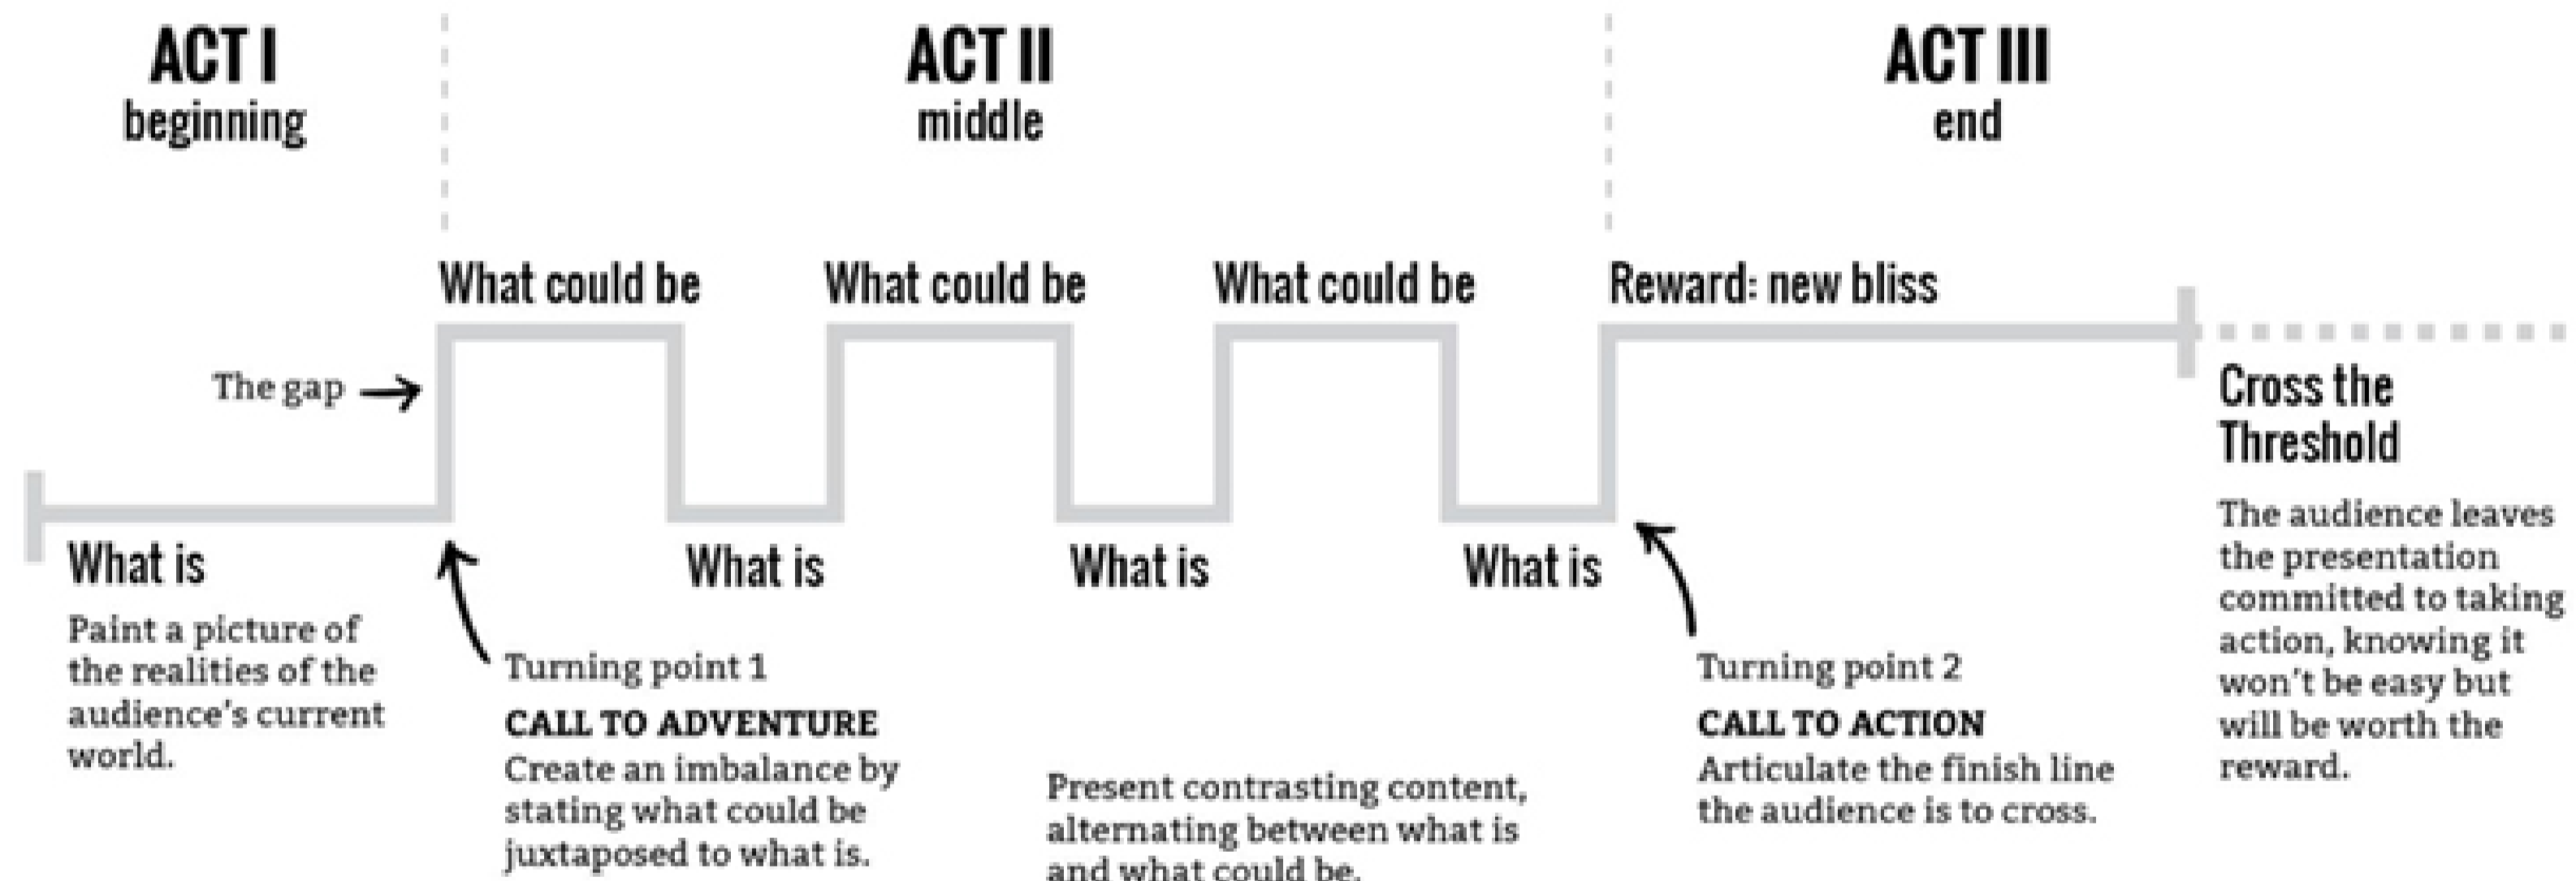 ACT I
beginning
ACT II
middle
ACT III
end
What could be
What could be
What could be
Reward: new bliss
The gap
Cross the
Threshold
The audience leaves
the presentation
committed to taking
action, knowing it
won't be easy but
will be worth the
reward.
What is
Paint a picture of
the realities of the
audience's current
world.
What is
What is
What is
Turning point 1
CALL TO ADVENTURE
Create an imbalance by
stating what could be
juxtaposed to what is.
Present contrasting content,
alternating between what is
and what could be.
Turning point 2
CALL TO ACTION
Articulate the finish line
the audience is to cross.